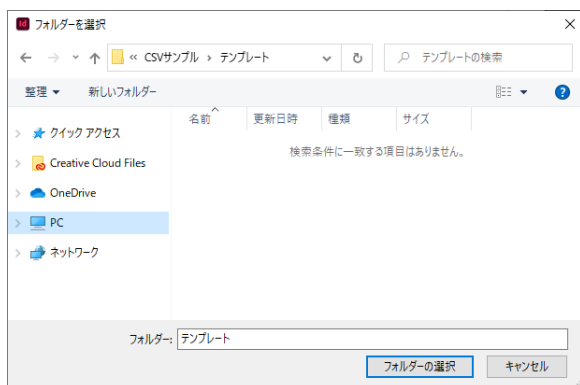 Id フォルダーを選択
« CSVサンプル › テンプレート
テンプレートの検索
整理 新しいフォルダー
名前 更新日時 種類 サイズ
検索条件に一致する項目はありません。
クイック アクセス
Creative Cloud Files
OneDrive
PC
ネットワーク
フォルダー: テンプレート
フォルダーの選択 キャンセル